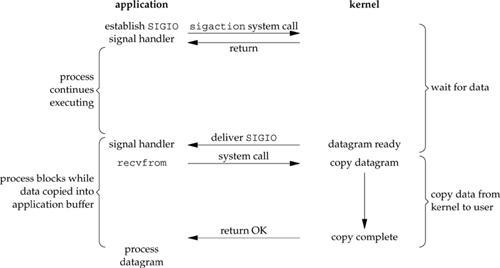 application kernel
establish SIGIO sigaction system call
signal handler return
process
continues
executing
wait for data
deliver SIGIO
signal handler datagram ready
recvfrom system call copy datagram
process blocks while
data copied into
application buffer
copy data from
kernel to user
return OK copy complete
process
datagram